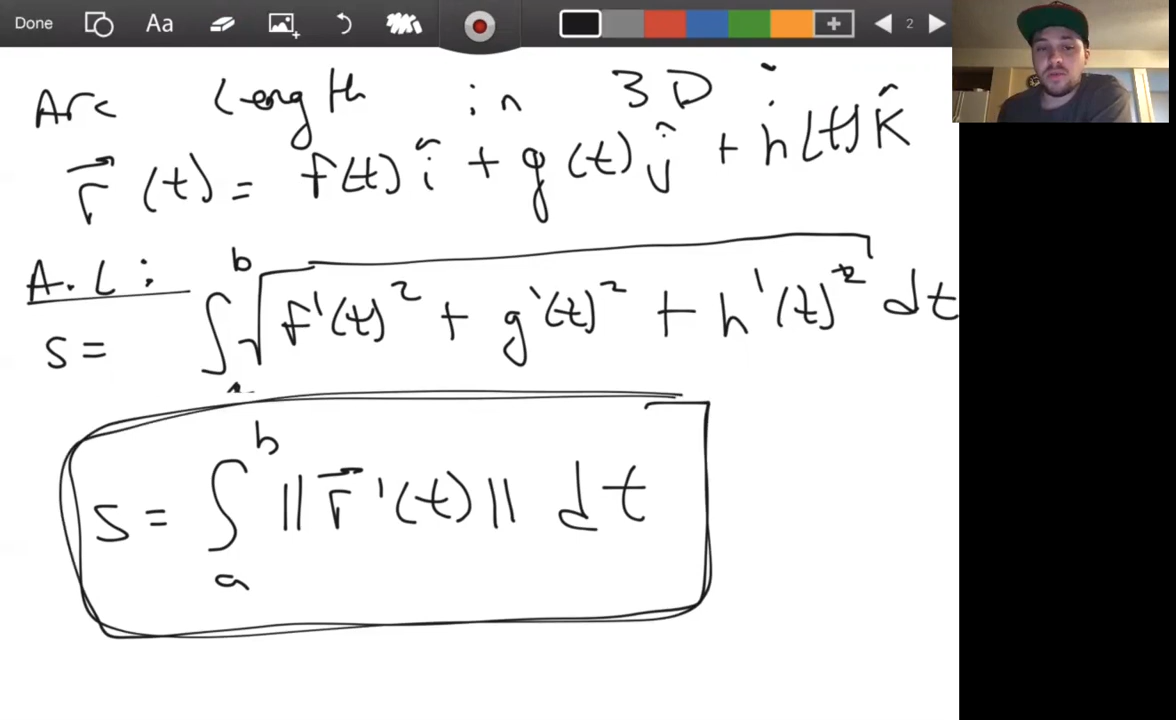 Done Aa 2
Arc Length in 3D
r⃗(t) = f(t)î + g(t)ĵ + h(t)k̂
A.L:
s = ∫ₐᵇ √(f'(t)² + g'(t)² + h'(t)²) dt
s = ∫ₐᵇ ||r⃗'(t)|| dt